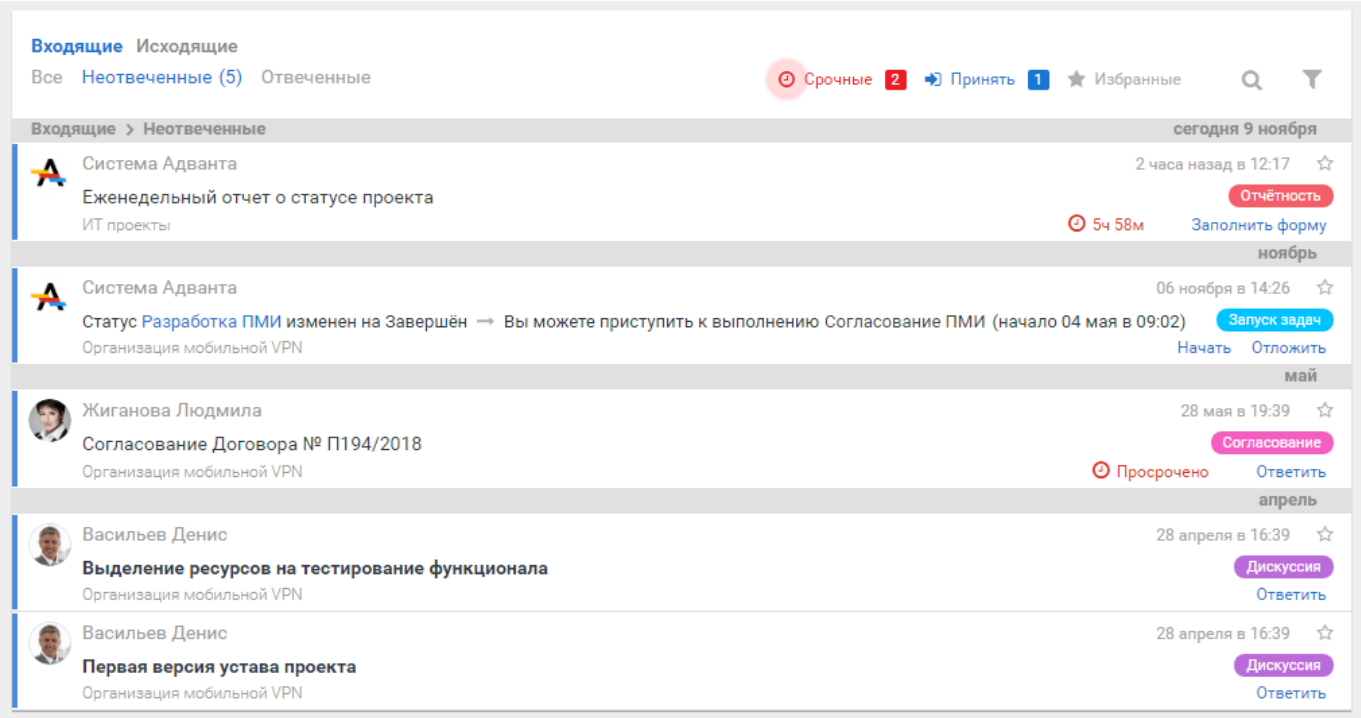 Входящие Исходящие
Все Неотвеченные (5) Отвеченные Срочные 2 Принять 1 Избранные
Входящие > Неотвеченные сегодня 9 ноября
Система Адванта 2 часа назад в 12:17
Еженедельный отчет о статусе проекта Отчётность
ИТ проекты 5ч 58м Заполнить форму
ноябрь
Система Адванта 06 ноября в 14:26
Статус Разработка ПМИ изменен на Завершён → Вы можете приступить к выполнению Согласование ПМИ (начало 04 мая в 09:02) Запуск задач
Организация мобильной VPN Начать Отложить
май
Жиганова Людмила 28 мая в 19:39
Согласование Договора № П194/2018 Согласование
Организация мобильной VPN Просрочено Ответить
апрель
Васильев Денис 28 апреля в 16:39
Выделение ресурсов на тестирование функционала Дискуссия
Организация мобильной VPN Ответить
Васильев Денис 28 апреля в 16:39
Первая версия устава проекта Дискуссия
Организация мобильной VPN Ответить